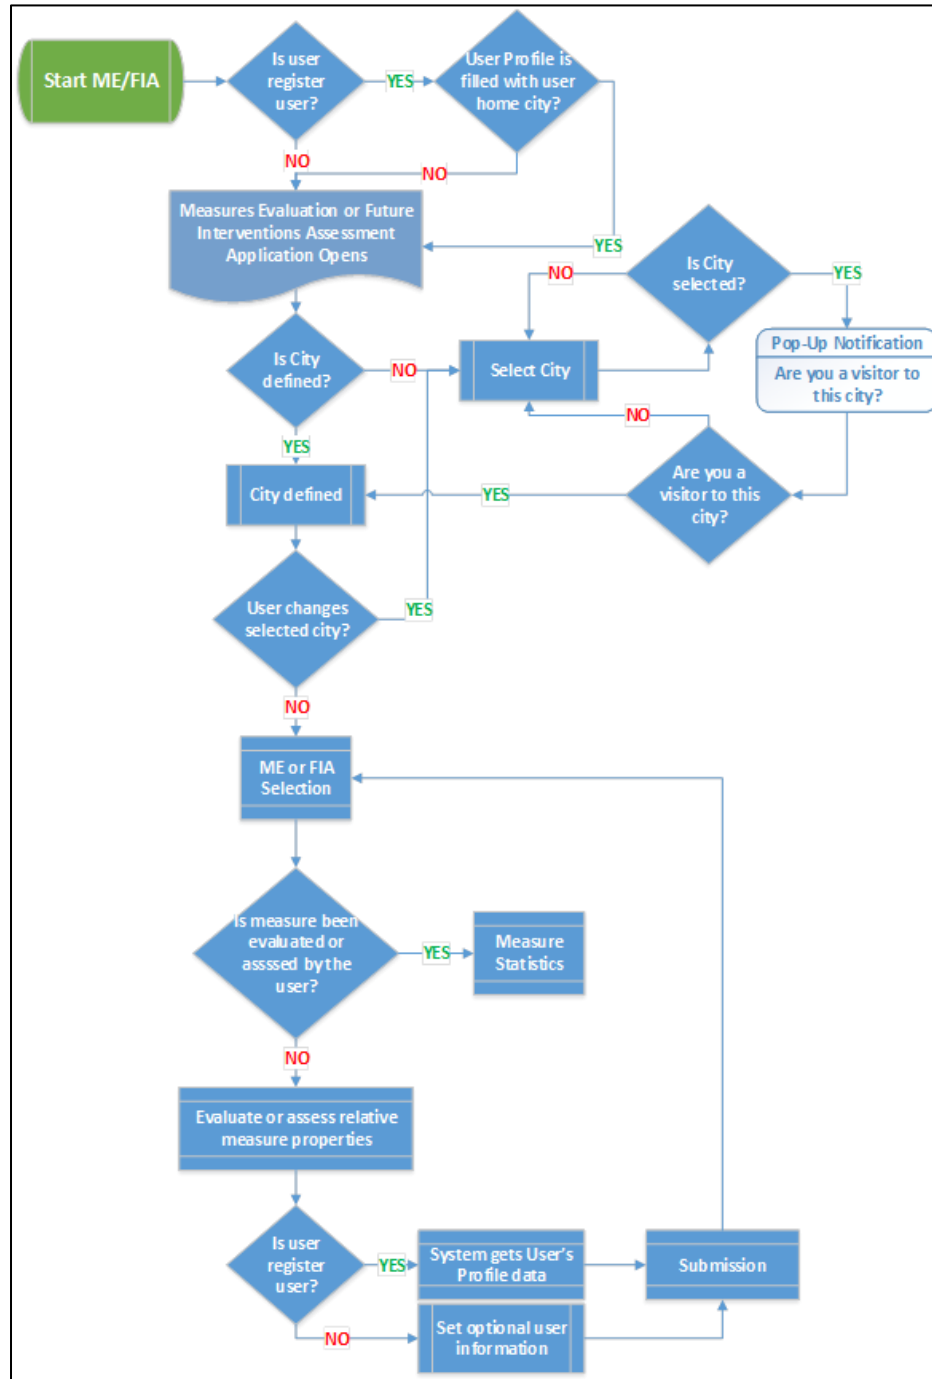 Start ME/FIA
Is user
register
user?
YES
User Profile is
filled with user
home city?
NO
NO
YES
Measures Evaluation or Future
Interventions Assessment
Application Opens
Is City
selected?
NO
YES
Pop-Up Notification
Are you a visitor to
this city?
Is City
defined?
NO
Select City
YES
NO
Are you a
visitor to this
city?
YES
City defined
User changes
selected city?
YES
NO
ME or FIA
Selection
Is measure been
evaluated or
asssed by the
user?
YES
Measure
Statistics
NO
Evaluate or assess relative
measure properties
Is user
register
user?
YES
System gets User's
Profile data
Submission
NO
Set optional user
information